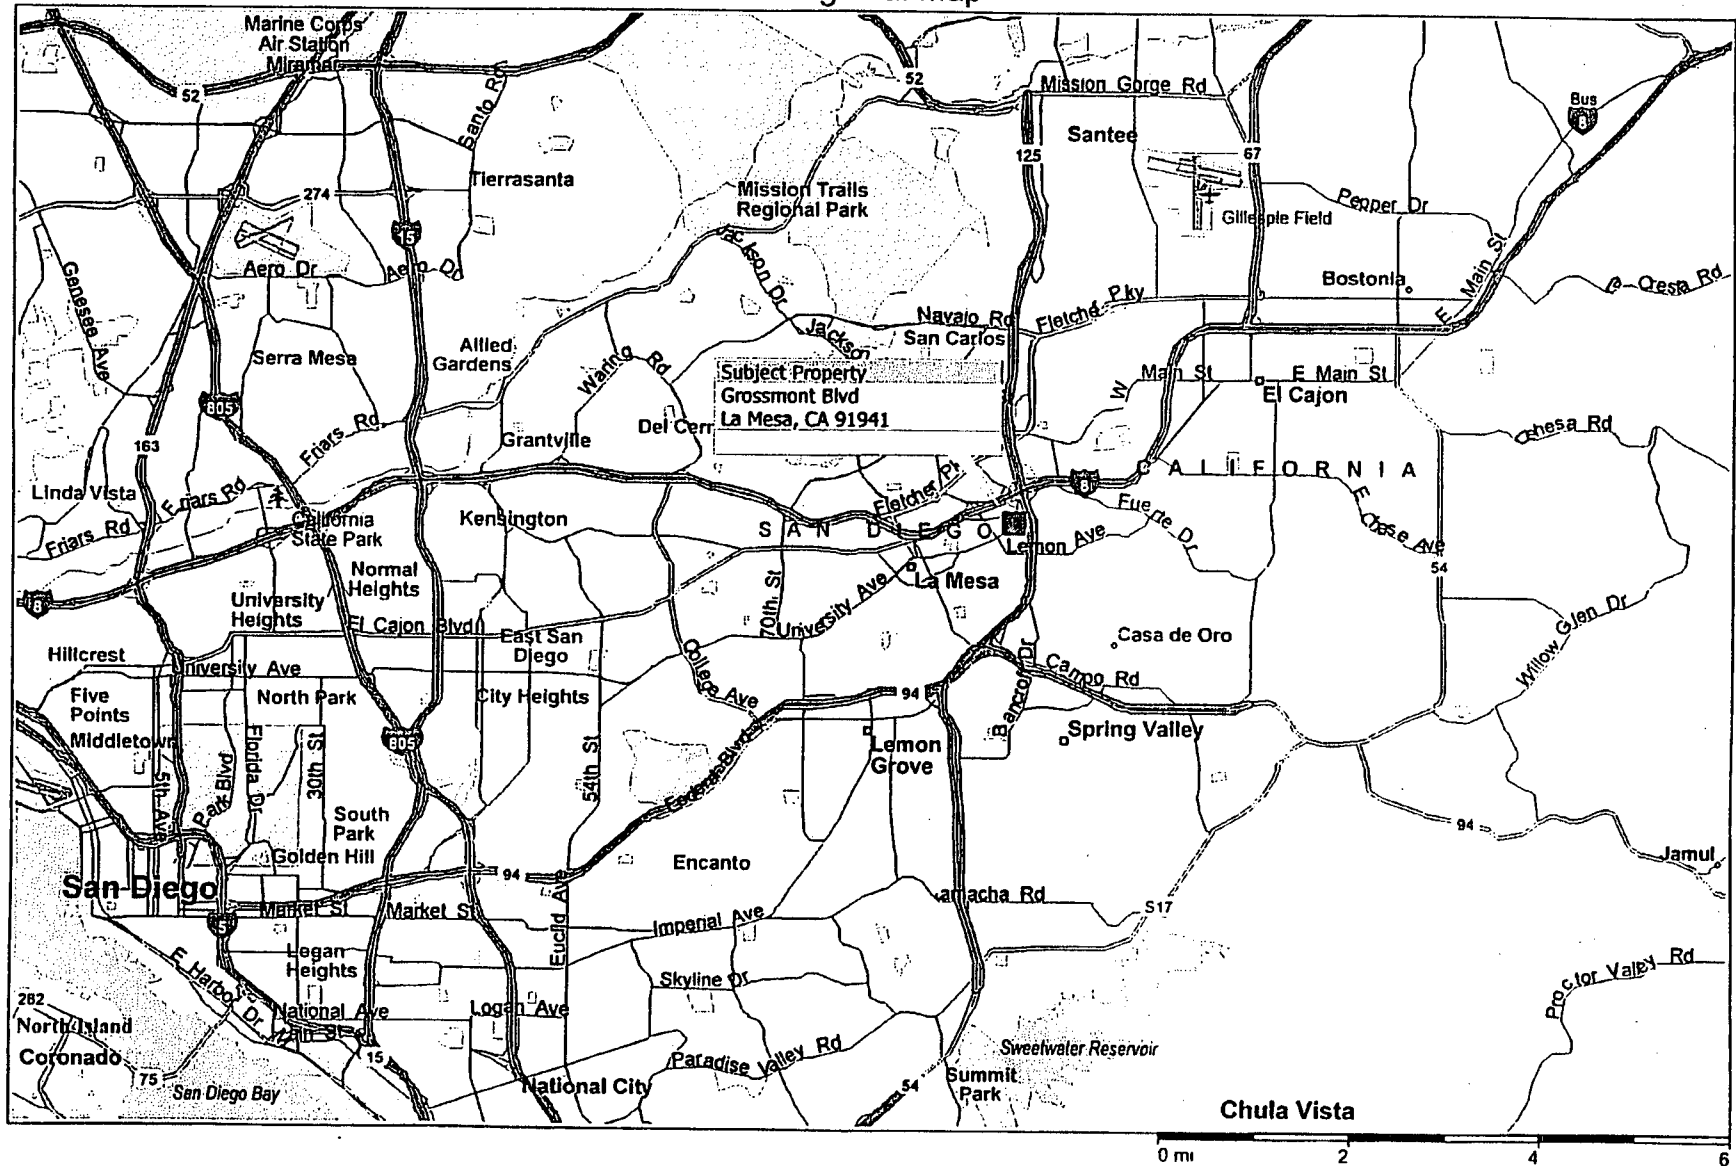 Marine Corps
Air Station
Miramar
52
Santo Rd
52
Mission Gorge Rd
Bus
8
Santee
125
67
Tierrasanta
274
Mission Trails
Regional Park
Pepper Dr
Gillespie Field
15
Jackson Dr
Aero Dr
Aero Dr
Genesee Ave
Bostonia
E Main St
Cresta Rd
Fletcher Pky
Navajo Rd
San Carlos
Jackson
Allied
Gardens
Serra Mesa
Waring Rd
Subject Property
Grossmont Blvd
La Mesa, CA 91941
W Main St
E Main St
El Cajon
805
163
Friars Rd
Grantville
Del Cerr
Dehesa Rd
CALIFORNIA
Linda Vista
Friars Rd
Friars Rd
Fletcher Pk
8
Fuerte Dr
E Chase Ave
California
State Park
Kensington
SAN DIEGO
Lemon Ave
54
Normal
Heights
La Mesa
8
University
Heights
El Cajon Blvd
East San
Diego
70th St
University Ave
Willow Glen Dr
Casa de Oro
Hillcrest
University Ave
College Ave
Campo Rd
Bancroft Dr
Five
Points
North Park
City Heights
94
Spring Valley
Middletown
805
Lemon
Grove
5th Ave
Park Blvd
Florida Dr
30th St
54th St
Federal Blvd
South
Park
94
Golden Hill
Encanto
Jamul
San Diego
94
Market St
Market St
Imperial Ave
Jamacha Rd
S17
5
Logan
Heights
Euclid Ave
Skyline Dr
Proctor Valley Rd
E Harbor Dr
National Ave
Main St
Logan Ave
282
North Island
Coronado
15
75
San Diego Bay
Paradise Valley Rd
Sweetwater Reservoir
National City
54
Summit
Park
Chula Vista
0 mi 2 4 6